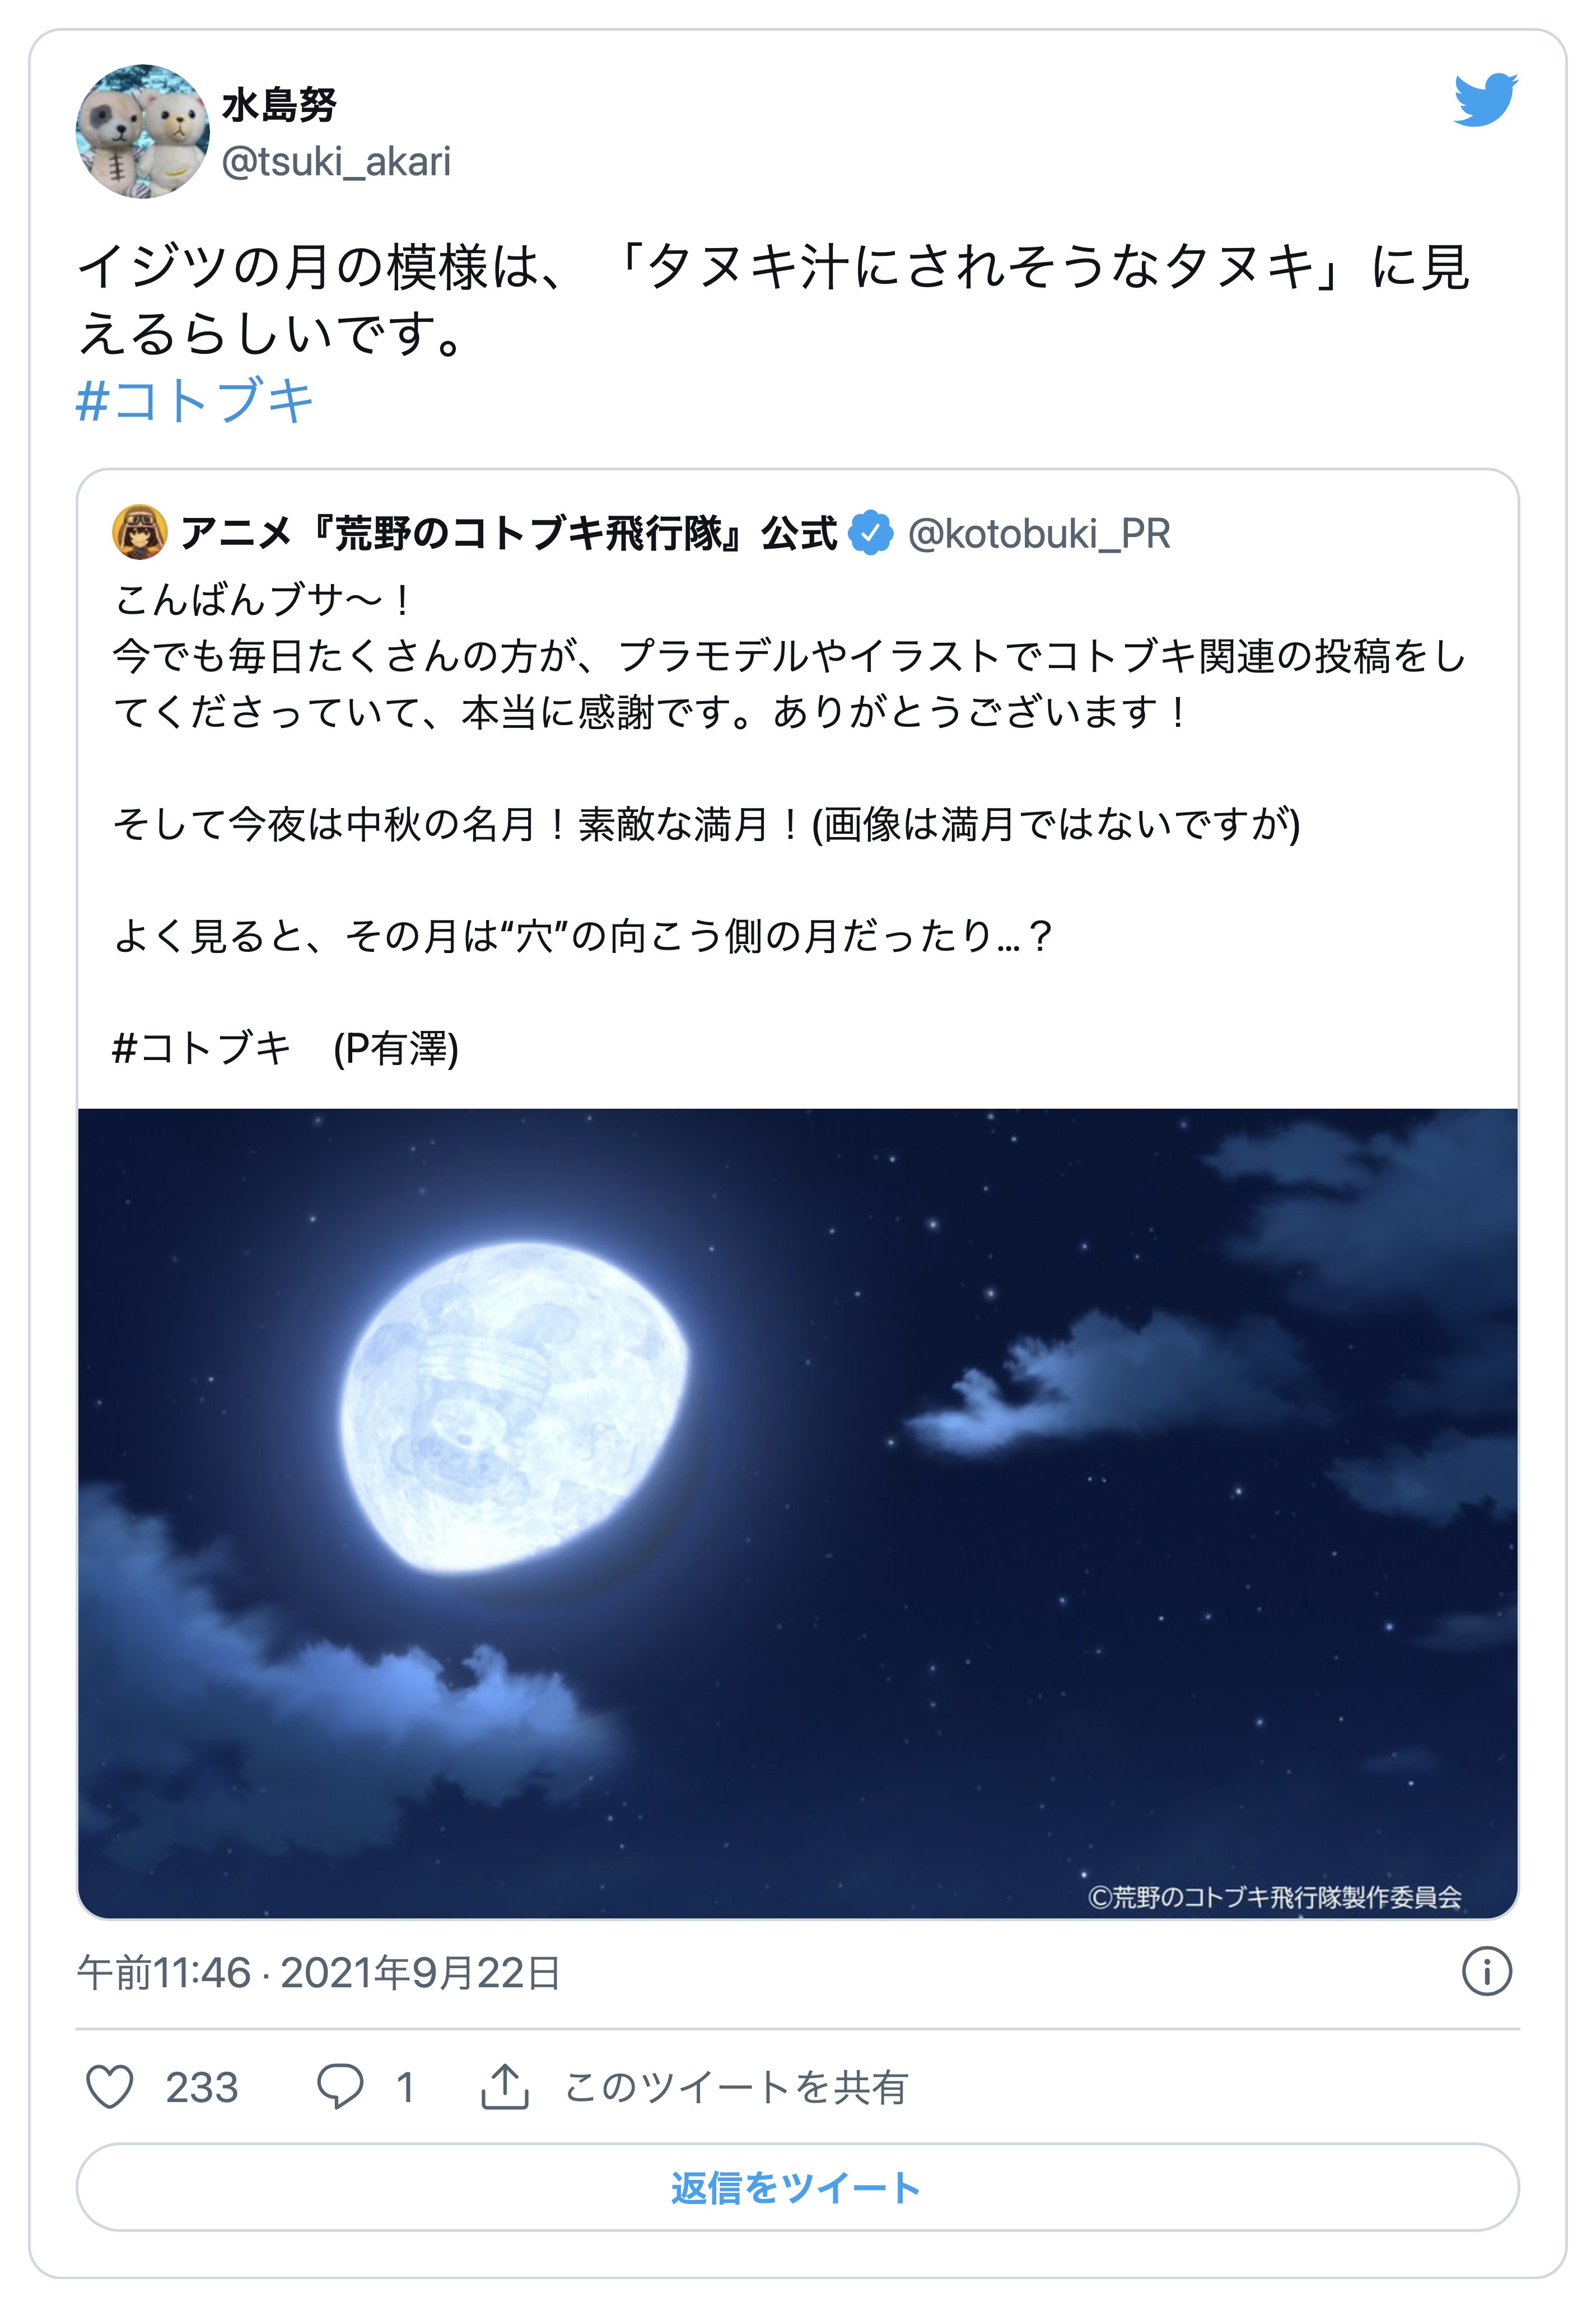 水島努
@tsuki_akari
イジツの月の模様は、「タヌキ汁にされそうなタヌキ」に見
えるらしいです。
#コトブキ
アニメ『荒野のコトブキ飛行隊』公式 @kotobuki_PR
こんばんブサ〜！
今でも毎日たくさんの方が、プラモデルやイラストでコトブキ関連の投稿をし
てくださっていて、本当に感謝です。ありがとうございます！
そして今夜は中秋の名月！素敵な満月！(画像は満月ではないですが)
よく見ると、その月は“穴”の向こう側の月だったり...？
#コトブキ　(P有澤)
©荒野のコトブキ飛行隊製作委員会
午前11:46 · 2021年9月22日
233 1 このツイートを共有
返信をツイート